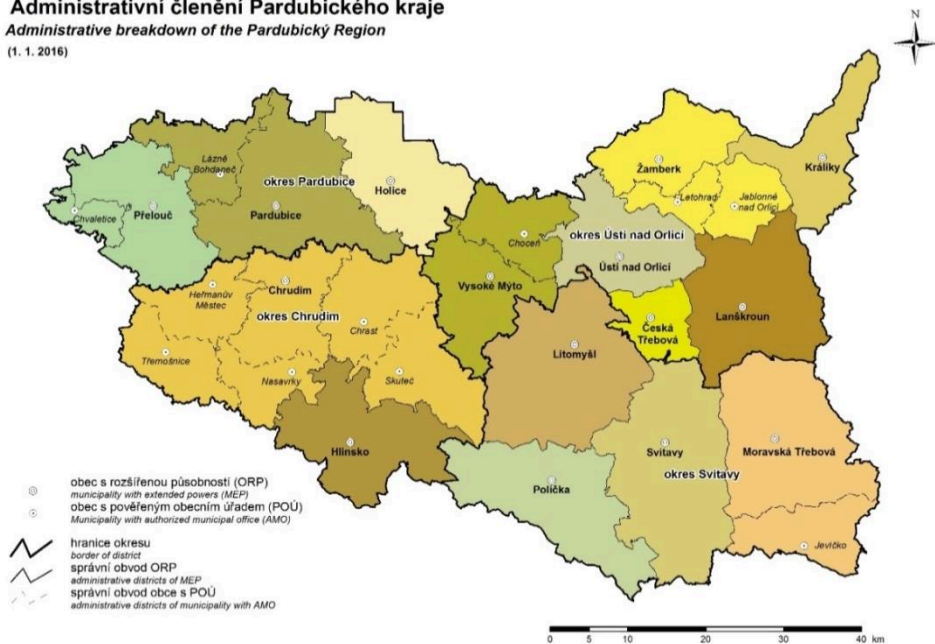 Administrativní členění Pardubického kraje
Administrative breakdown of the Pardubický Region
(1. 1. 2016)
N
Žamberk
Králíky
Lázně
Bohdaneč
okres Pardubice
Holice
Letohrad
Jablonné
nad Orlicí
Chvaletice
Přelouč
Pardubice
Choceň
okres Ústí nad Orlicí
Ústí nad Orlicí
Heřmanův
Městec
Chrudim
okres Chrudim
Vysoké Mýto
Lanškroun
Chrast
Česká
Třebová
Litomyšl
Třemošnice
Nasavrky
Skuteč
Hlinsko
Svitavy
Moravská Třebová
okres Svitavy
Polička
Jevíčko
obec s rozšířenou působností (ORP)
municipality with extended powers (MEP)
obec s pověřeným obecním úřadem (POÚ)
Municipality with authorized municipal office (AMO)
hranice okresu
border of district
správní obvod ORP
administrative districts of MEP
správní obvod obce s POÚ
administrative districts of municipality with AMO
0 5 10 20 30 40 km